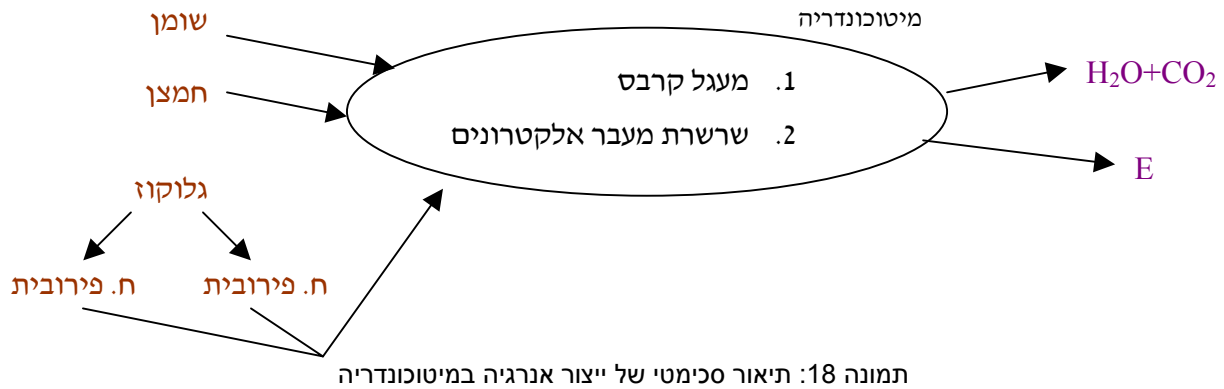 מיטוכונדריה
שומן
חמצן
1. מעגל קרבס
2. שרשרת מעבר אלקטרונים
H₂O+CO₂
E
גלוקוז
ח. פירובית
ח. פירובית
תמונה 18: תיאור סכימטי של ייצור אנרגיה במיטוכונדריה